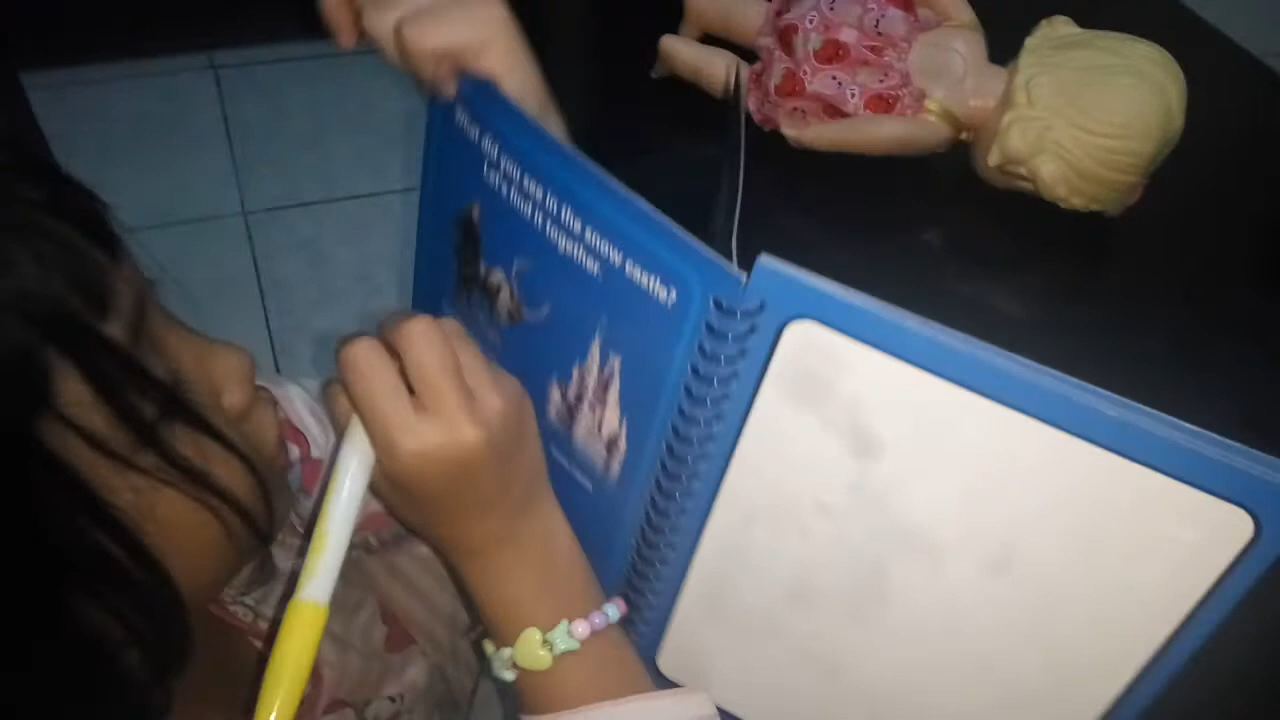 What did you see in the snow castle?
Let's find it together.